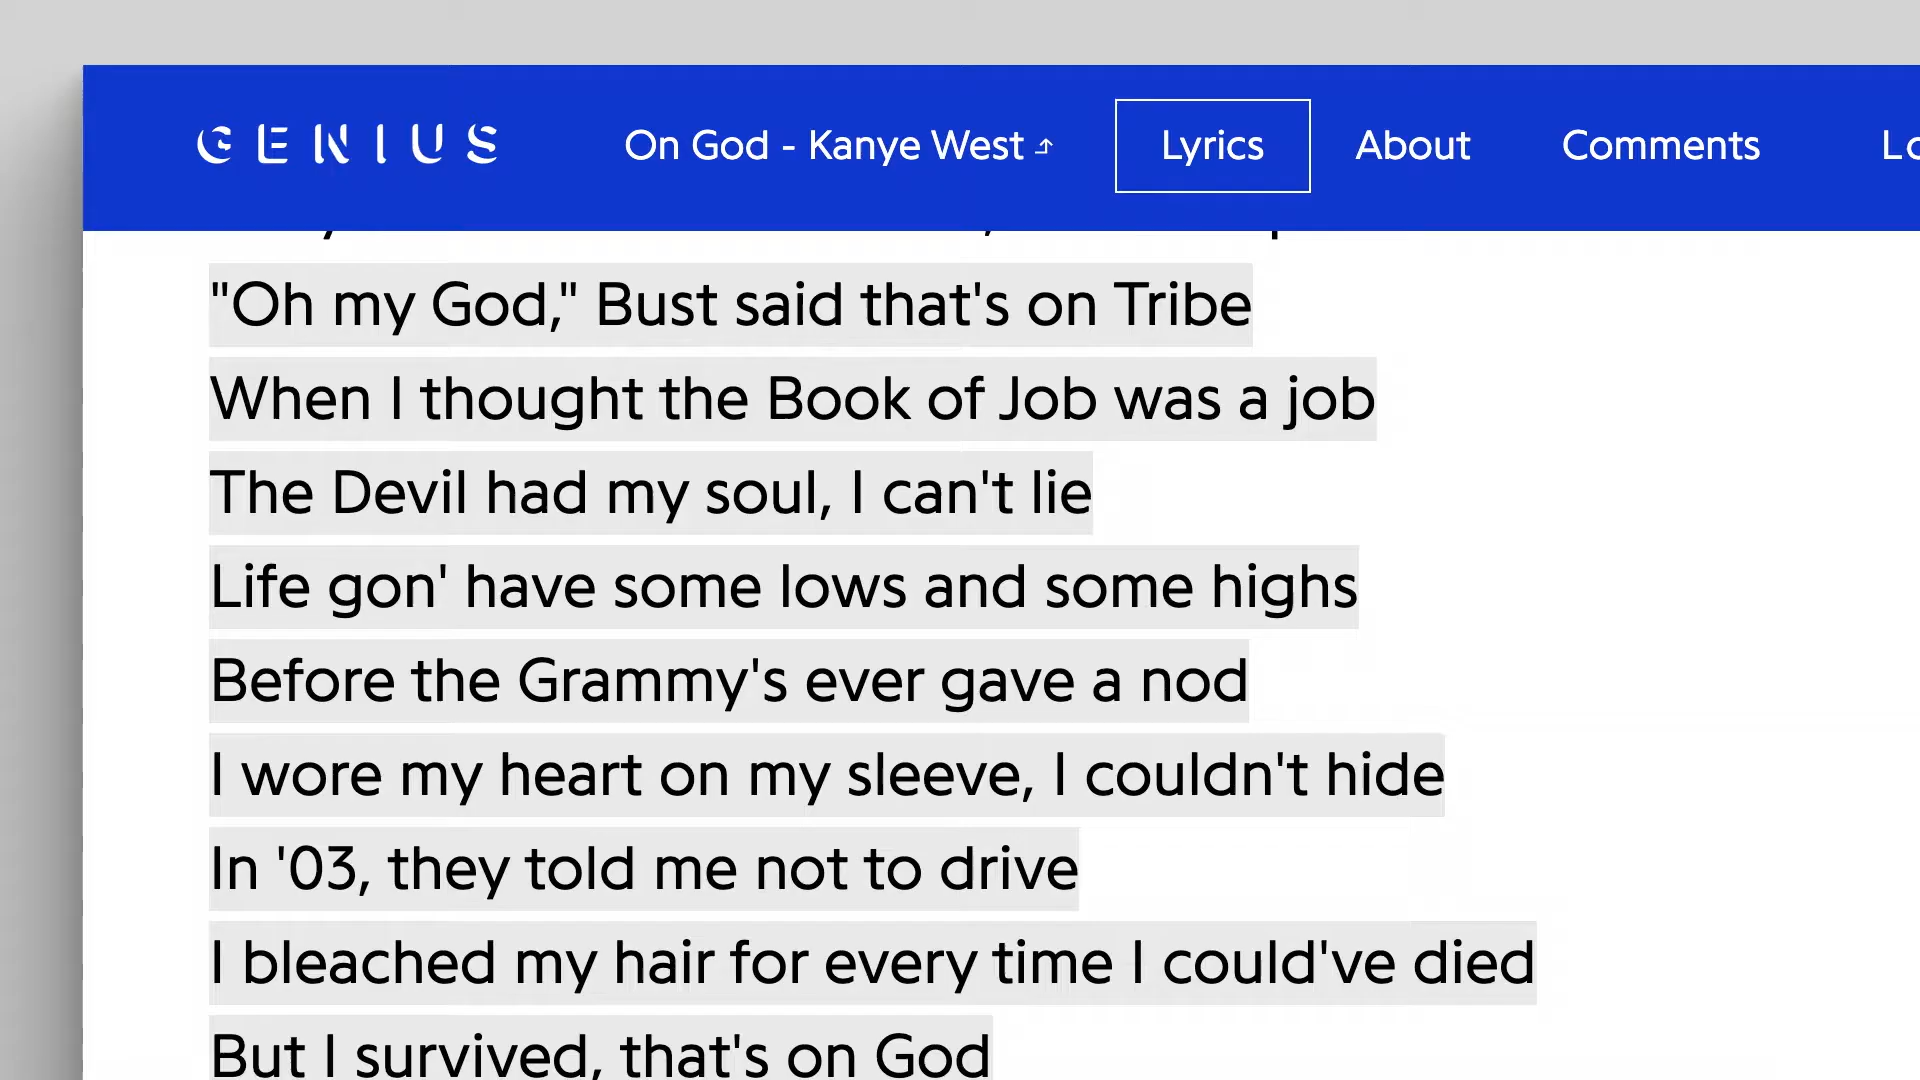 GENIUS
On God - Kanye West
Lyrics
About
Comments
"Oh my God," Bust said that's on Tribe
When I thought the Book of Job was a job
The Devil had my soul, I can't lie
Life gon' have some lows and some highs
Before the Grammy's ever gave a nod
I wore my heart on my sleeve, I couldn't hide
In '03, they told me not to drive
I bleached my hair for every time I could've died
But I survived, that's on God